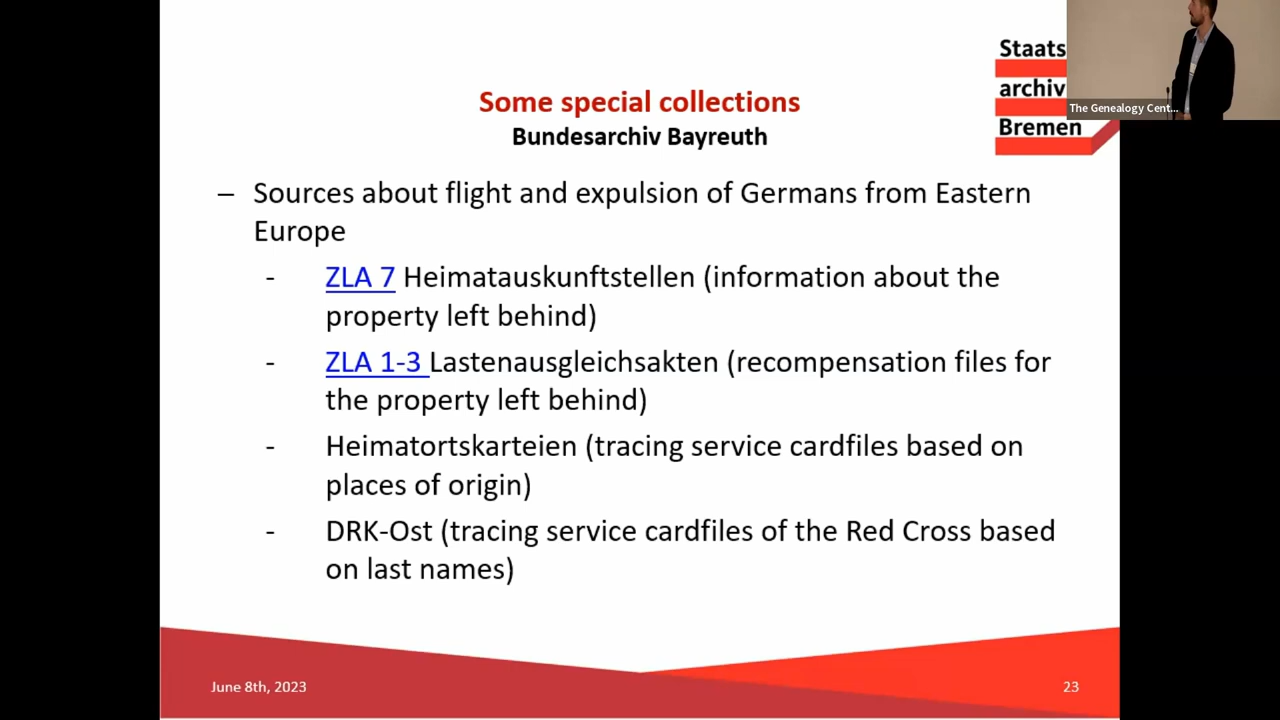 Some special collections
Bundesarchiv Bayreuth
Staats
archiv
Bremen
The Genealogy Cent...
– Sources about flight and expulsion of Germans from Eastern
Europe
- ZLA 7 Heimatauskunftstellen (information about the
property left behind)
- ZLA 1-3 Lastenausgleichsakten (recompensation files for
the property left behind)
- Heimatortskarteien (tracing service cardfiles based on
places of origin)
- DRK-Ost (tracing service cardfiles of the Red Cross based
on last names)
June 8th, 2023
23